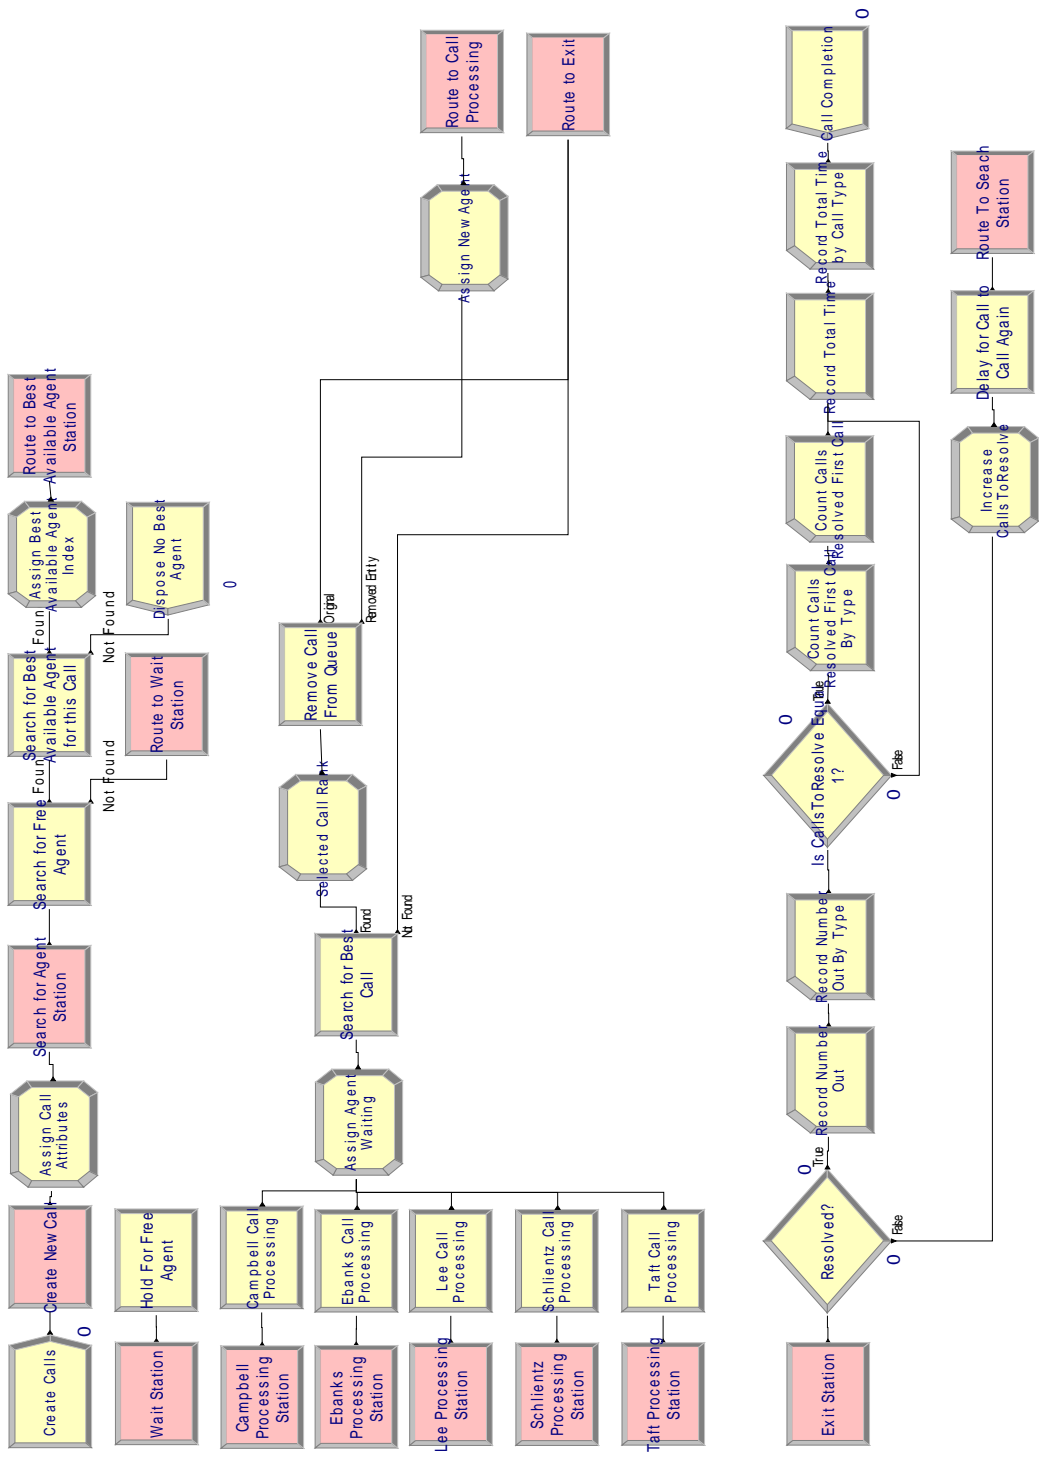 Create Calls
0
Create New Call
Assign Call
Attributes
Search for Agent
Station
Search for Free
Agent
Foun
Not Found
Search for Best
Available Agent
for this Call
Foun
Not Found
Assign Best
Available Agent
Index
Route to Best
Available Agent
Station
Wait Station
Hold For Free
Agent
Route to Wait
Station
Dispose No Best
Agent
0
Campbell
Processing
Station
Campbell Call
Processing
Ebanks
Processing
Station
Ebanks Call
Processing
Lee Processing
Station
Lee Call
Processing
Schlientz
Processing
Station
Schlientz Call
Processing
Taft Processing
Station
Taft Call
Processing
Assign Agent
Waiting
Search for Best
Call
Found
Not Found
Selected Call Rank
Remove Call
From Queue
Original
Removed Entity
Assign New Agent
Route to Call
Processing
Route to Exit
Exit Station
Resolved?
0
True
0
False
Record Number
Out
Record Number
Out By Type
Is CallsToResolve Equal
1?
0
True
0
False
Count Calls
Resolved First Call
By Type
Count Calls
Resolved First Call
Record Total Time
Record Total Time
by Call Type
Call Completion
0
Increase
CallsToResolve
Delay for Call to
Call Again
Route To Seach
Station